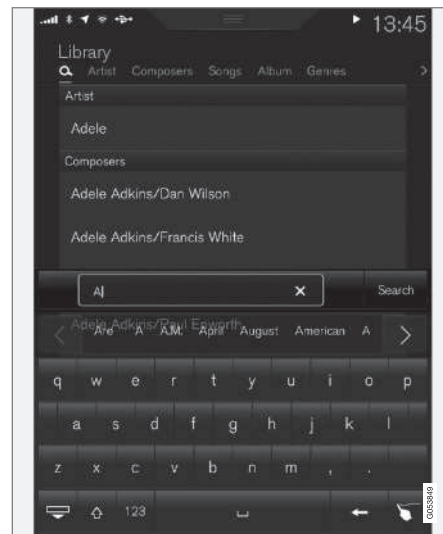 13:45
Library
Artist Composers Songs Album Genres
Artist
Adele
Composers
Adele Adkins/Dan Wilson
Adele Adkins/Francis White
A Search
Adele Adkins/Paul Epworth
Are A A.M. April August American A
q w e r t y u i o p
a s d f g h j k l
z x c v b n m , .
123
G053849